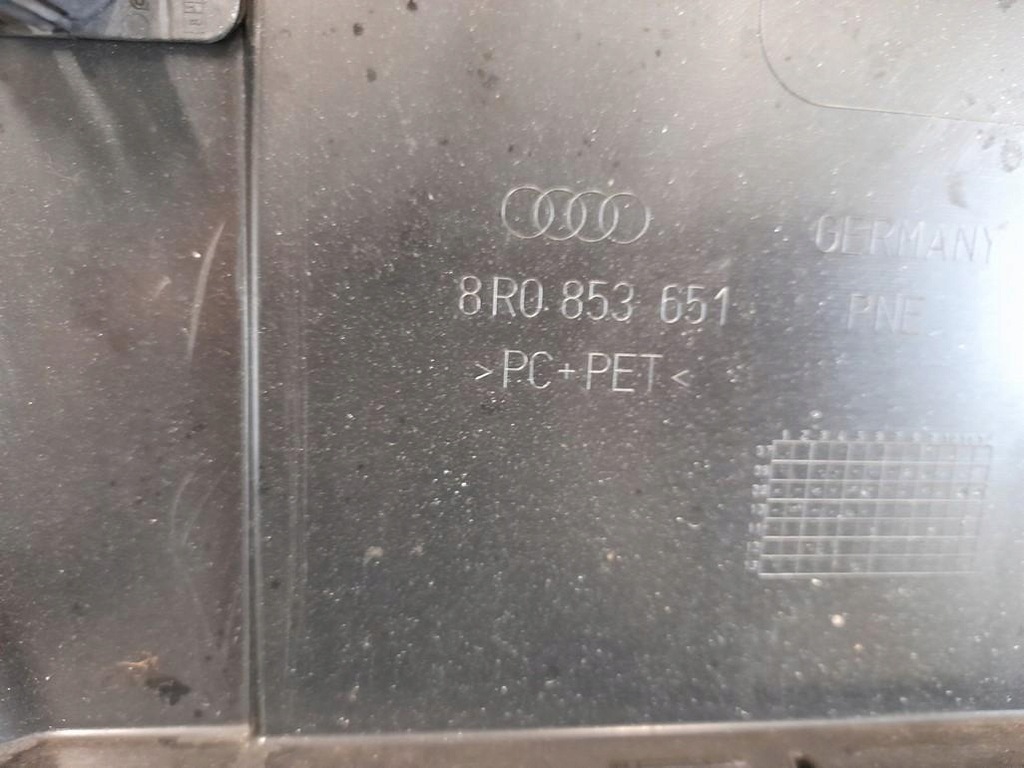 GERMANY
8R0 853 651
PNE
>PC+PET<